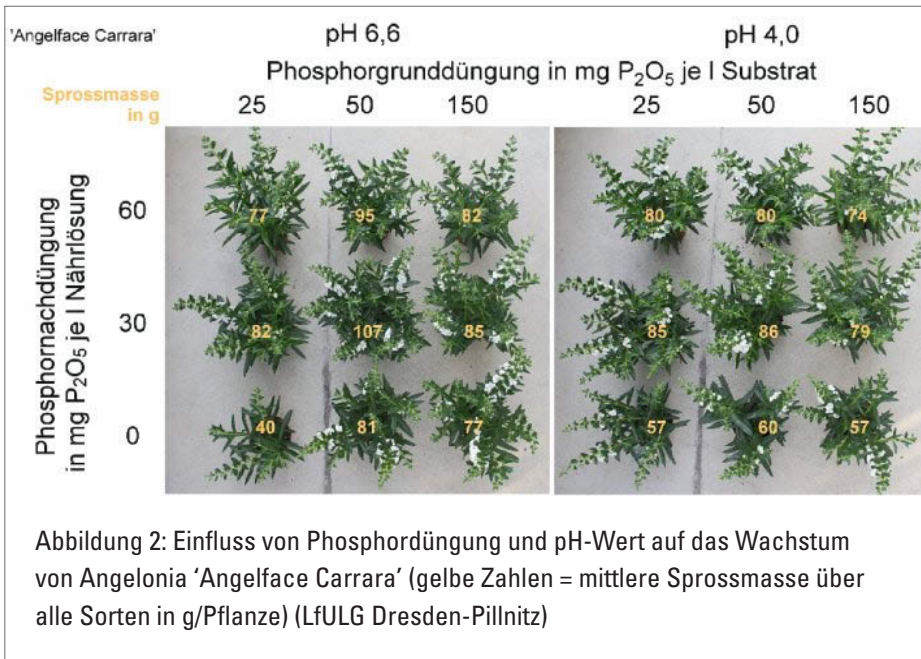 'Angelface Carrara' pH 6,6 pH 4,0
Phosphorgrunddüngung in mg P₂O₅ je l Substrat
Sprossmasse
in g
25 50 150 25 50 150
Phosphornachdüngung
in mg P₂O₅ je l Nährlösung
60 77 95 82 80 80 74
30 82 107 85 85 86 79
0 40 81 77 57 60 57
Abbildung 2: Einfluss von Phosphordüngung und pH-Wert auf das Wachstum
von Angelonia ‘Angelface Carrara’ (gelbe Zahlen = mittlere Sprossmasse über
alle Sorten in g/Pflanze) (LfULG Dresden-Pillnitz)